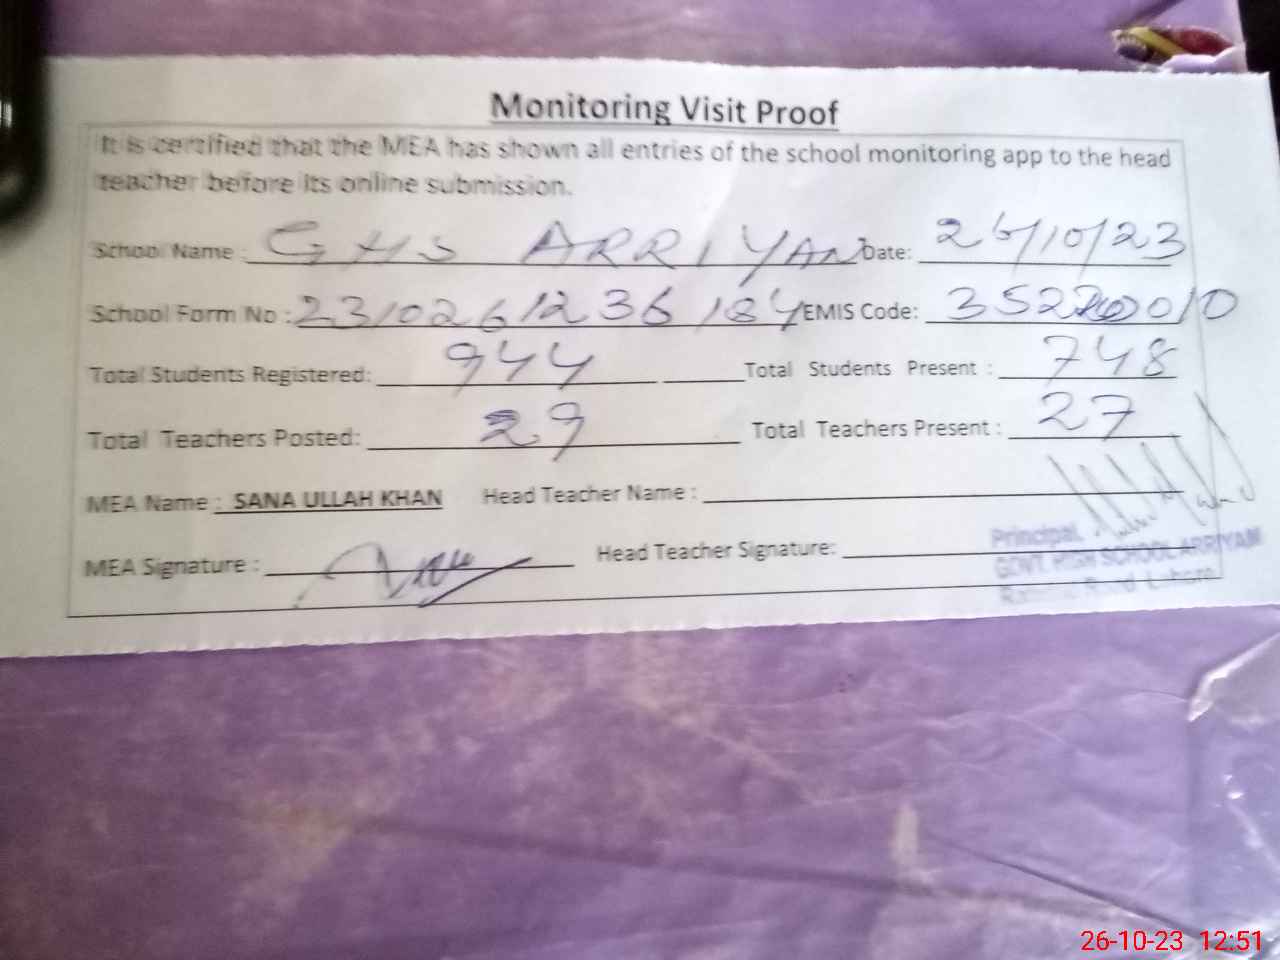 Monitoring Visit Proof
It is certified that the MEA has shown all entries of the school monitoring app to the head
teacher before its online submission.
School Name : GHS ARRIYAN Date: 26/10/23
School Form No : 2310261236184 EMIS Code:
Total Students Registered: 944 Total Students Present : 748
Total Teachers Posted: 29 Total Teachers Present : 27
MEA Name : SANA ULLAH KHAN Head Teacher Name :
MEA Signature : Head Teacher Signature:
Principal
GOVT. HIGH SCHOOL ARRIYAN
Road Lahore
26-10-23 12:51